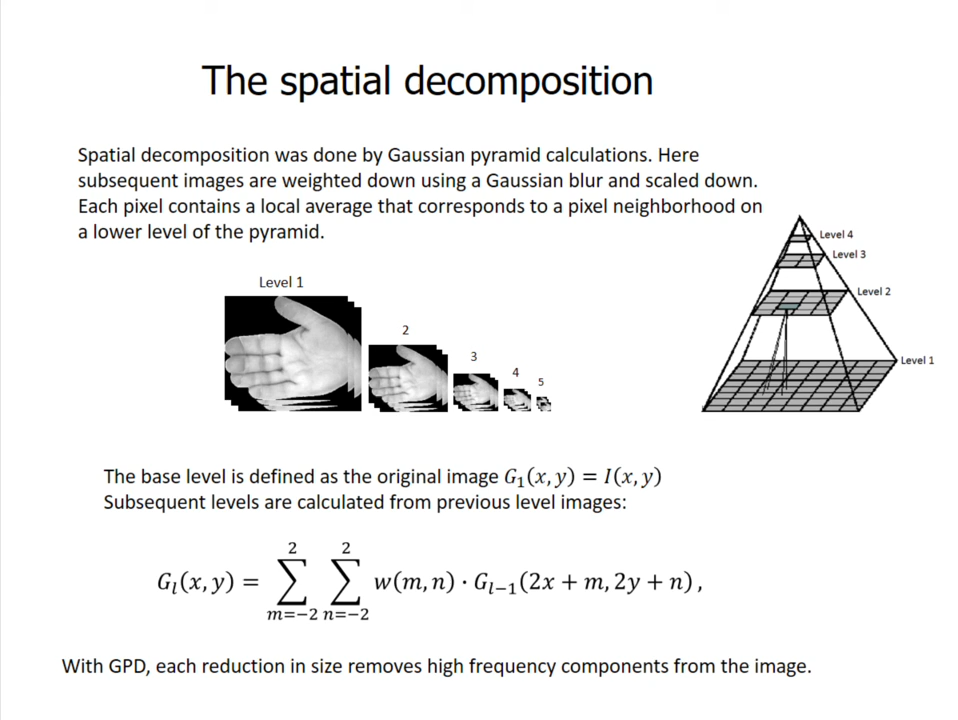 The spatial decomposition
Spatial decomposition was done by Gaussian pyramid calculations. Here
subsequent images are weighted down using a Gaussian blur and scaled down.
Each pixel contains a local average that corresponds to a pixel neighborhood on
a lower level of the pyramid.
Level 1
2
3
4
5
Level 4
Level 3
Level 2
Level 1
The base level is defined as the original image G₁(x, y) = I(x, y)
Subsequent levels are calculated from previous level images:
Gₗ(x, y) = ∑_{m=−2}^{2} ∑_{n=−2}^{2} w(m, n) · Gₗ₋₁(2x + m, 2y + n) ,
With GPD, each reduction in size removes high frequency components from the image.